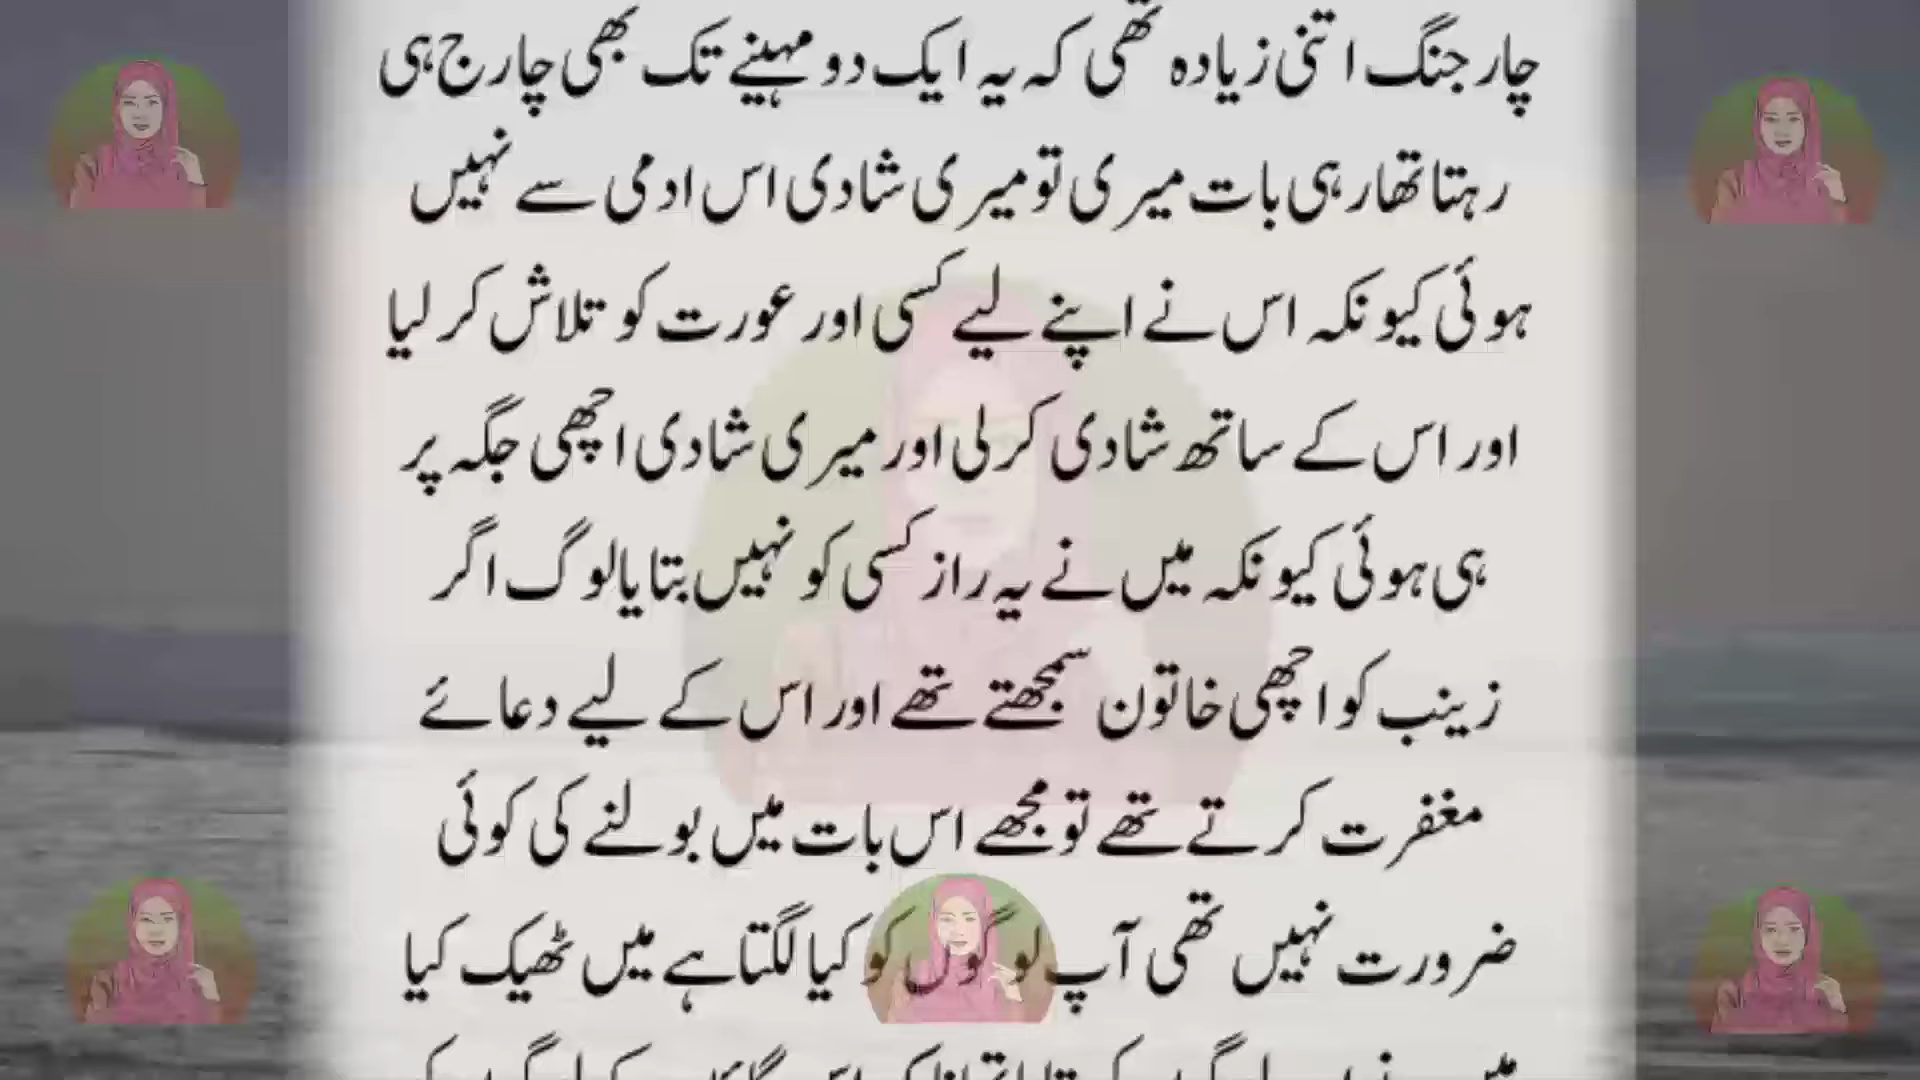 چارجنگ اتنی زیادہ تھی کہ یہ ایک دو مہینے تک بھی چارج ہی
رہتا تھا رہی بات میری تو میری شادی اس ادمی سے نہیں
ہوئی کیونکہ اس نے اپنے لیے کسی اور عورت کو تلاش کر لیا
اور اس کے ساتھ شادی کر لی اور میری شادی اچھی جگہ پر
ہی ہوئی کیونکہ میں نے یہ راز کسی کو نہیں بتایا لوگ اگر
زینب کو اچھی خاتون سمجھتے تھے اور اس کے لیے دعائے
مغفرت کرتے تھے تو مجھے اس بات میں بولنے کی کوئی
ضرورت نہیں تھی آپ لوگوں کو کیا لگتا ہے میں ٹھیک کیا